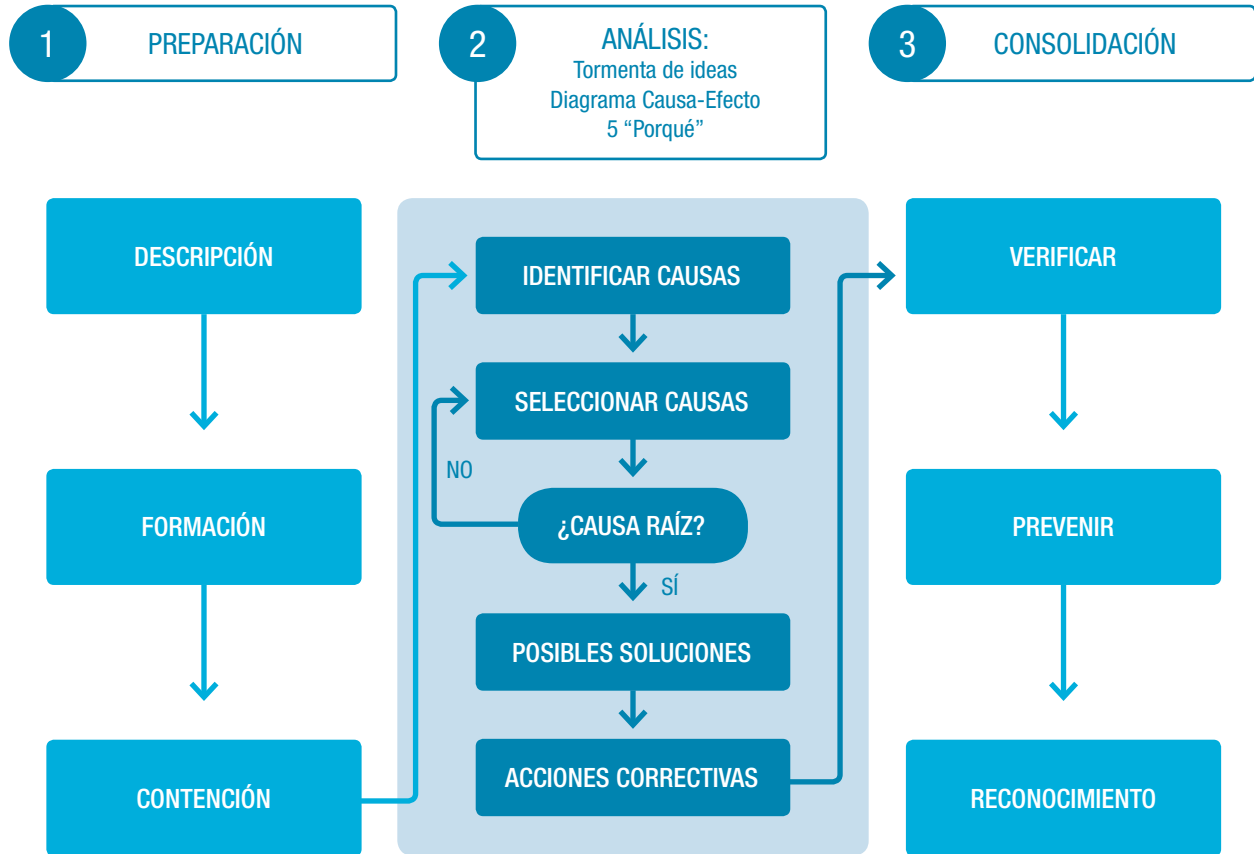 1
PREPARACIÓN
2
ANÁLISIS:
Tormenta de ideas
Diagrama Causa-Efecto
5 “Porqué”
3
CONSOLIDACIÓN
DESCRIPCIÓN
FORMACIÓN
CONTENCIÓN
IDENTIFICAR CAUSAS
SELECCIONAR CAUSAS
NO
¿CAUSA RAÍZ?
SÍ
POSIBLES SOLUCIONES
ACCIONES CORRECTIVAS
VERIFICAR
PREVENIR
RECONOCIMIENTO